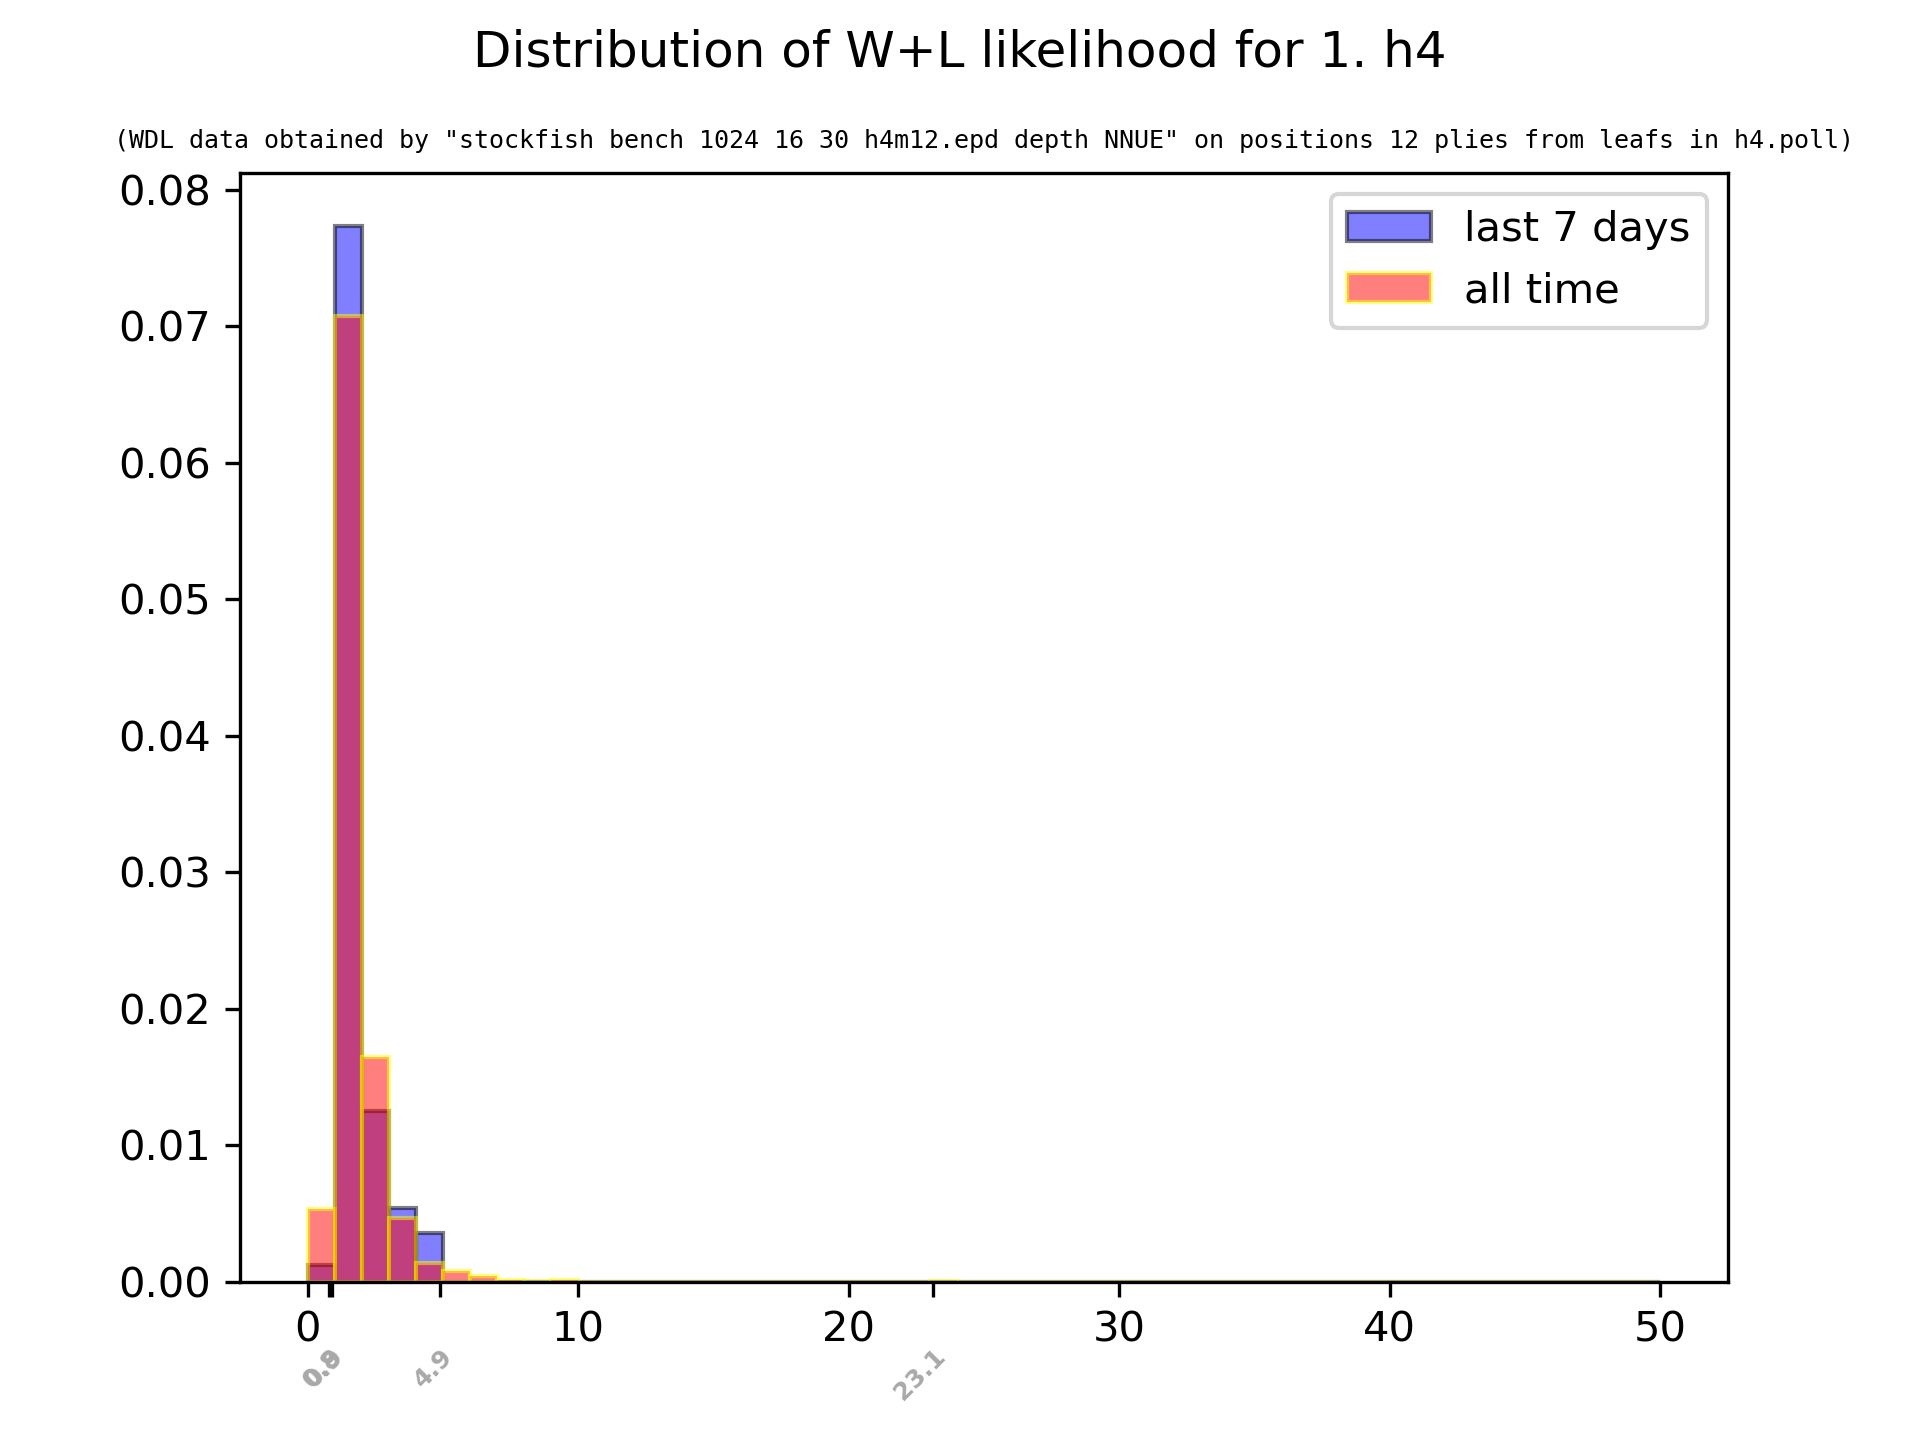 Distribution of W+L likelihood for 1. h4
(WDL data obtained by "stockfish bench 1024 16 30 h4m12.epd depth NNUE" on positions 12 plies from leafs in h4.poll)
last 7 days
all time
0.08
0.07
0.06
0.05
0.04
0.03
0.02
0.01
0.00
0 10 20 30 40 50
4.9 23.1